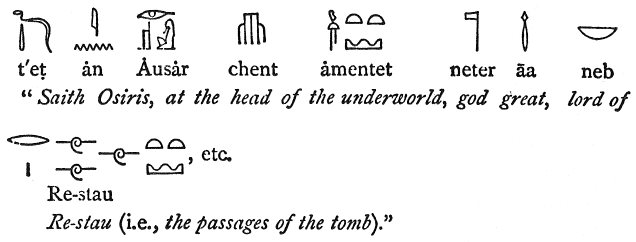 t'eṭ ȧn Ȧusȧr chent ȧmentet neter āa neb
“ Saith Osiris, at the head of the underworld, god great, lord of
, etc.
Re-stau
Re-stau (i.e., the passages of the tomb).”